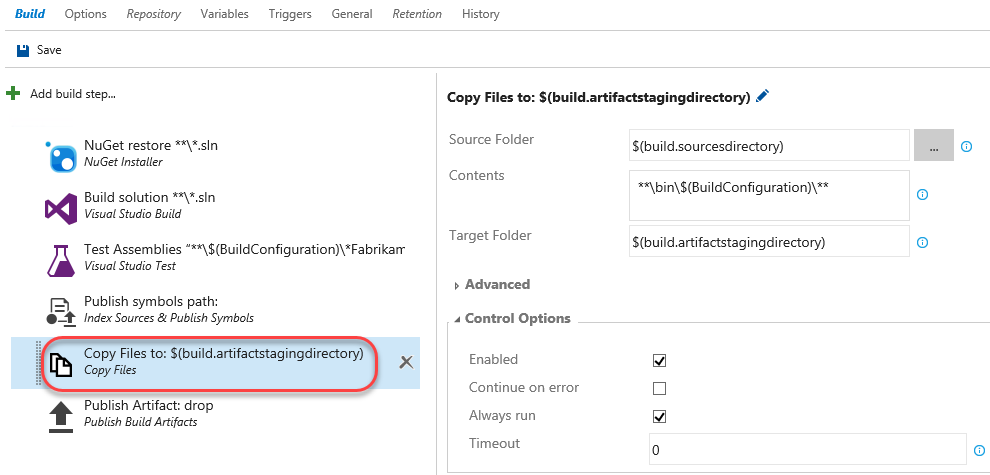 Build Options Repository Variables Triggers General Retention History
Save
Add build step...
NuGet restore **\*.sln
NuGet Installer
Build solution **\*.sln
Visual Studio Build
Test Assemblies "**\$(BuildConfiguration)\*Fabrikam
Visual Studio Test
Publish symbols path:
Index Sources & Publish Symbols
Copy Files to: $(build.artifactstagingdirectory)
Copy Files
Publish Artifact: drop
Publish Build Artifacts
Copy Files to: $(build.artifactstagingdirectory)
Source Folder $(build.sourcesdirectory) ...
Contents **\bin\$(BuildConfiguration)\**
Target Folder $(build.artifactstagingdirectory)
Advanced
Control Options
Enabled
Continue on error
Always run
Timeout 0